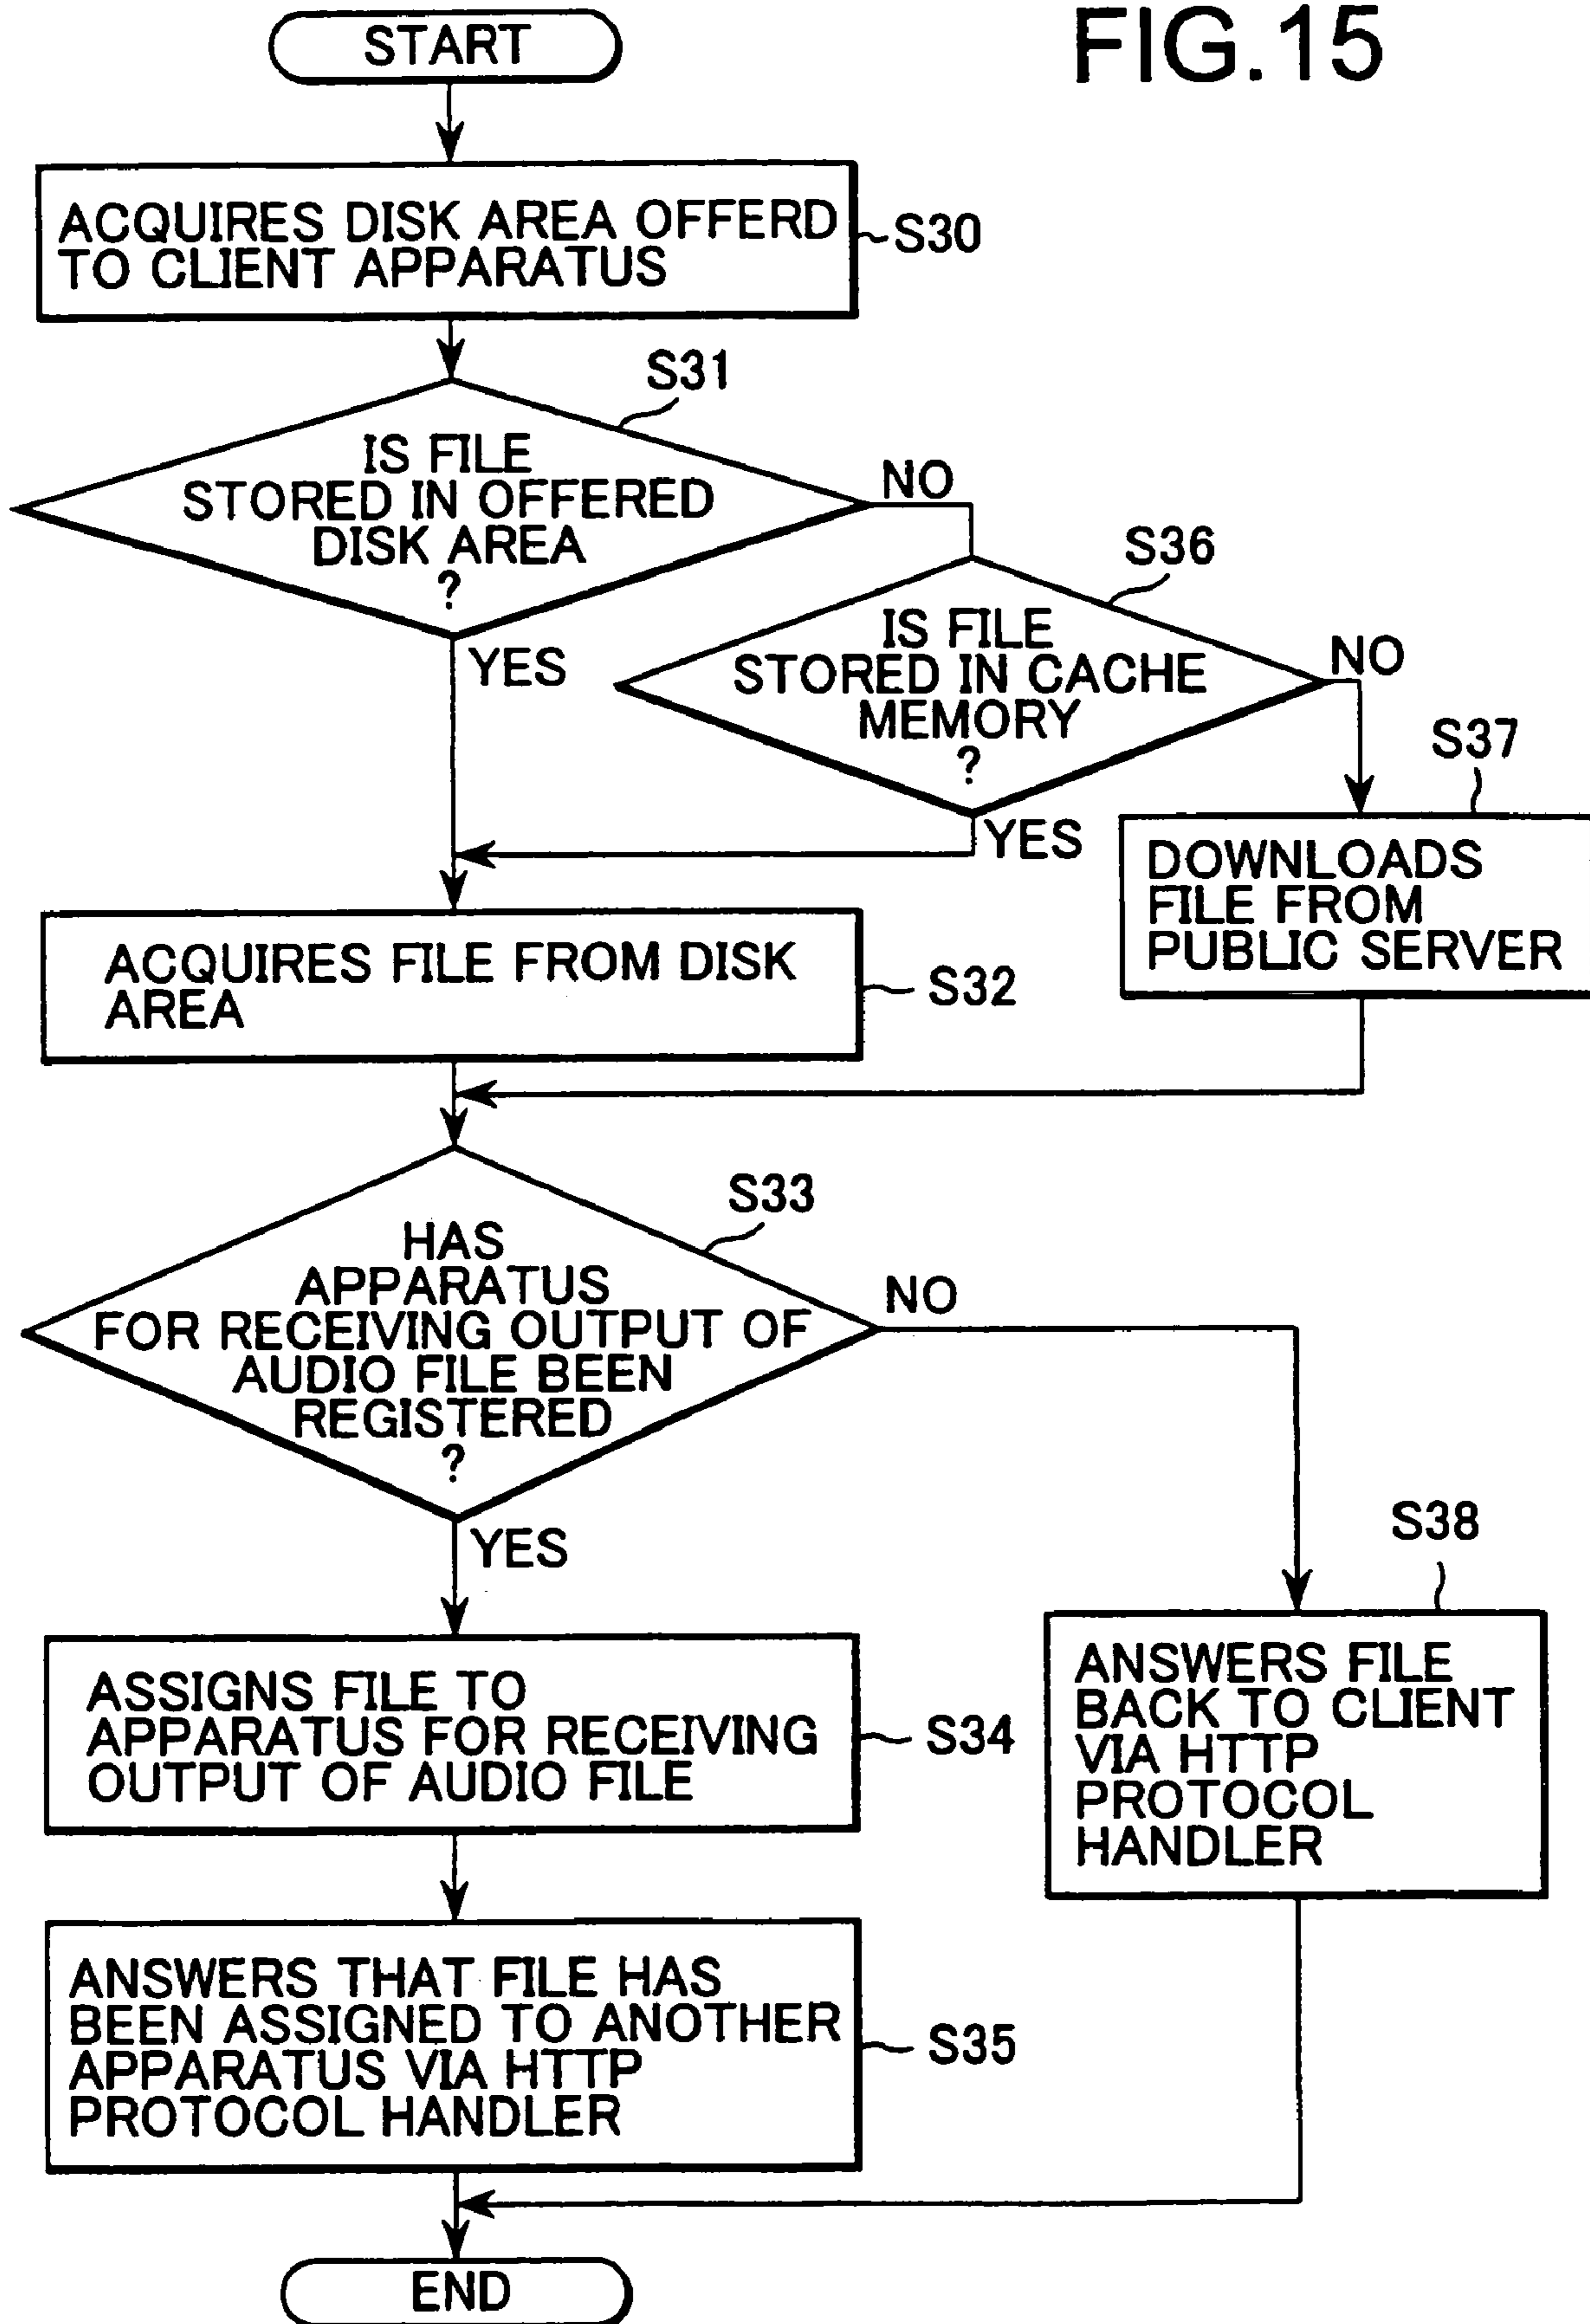 FIG.15
START
ACQUIRES DISK AREA OFFERD
TO CLIENT APPARATUS
S30
S31
IS FILE
STORED IN OFFERED
DISK AREA
?
NO
YES
S36
IS FILE
STORED IN CACHE
MEMORY
?
NO
YES
S37
DOWNLOADS
FILE FROM
PUBLIC SERVER
ACQUIRES FILE FROM DISK
AREA
S32
S33
HAS
APPARATUS
FOR RECEIVING OUTPUT OF
AUDIO FILE BEEN
REGISTERED
?
NO
YES
S38
ANSWERS FILE
BACK TO CLIENT
VIA HTTP
PROTOCOL
HANDLER
ASSIGNS FILE TO
APPARATUS FOR RECEIVING
OUTPUT OF AUDIO FILE
S34
ANSWERS THAT FILE HAS
BEEN ASSIGNED TO ANOTHER
APPARATUS VIA HTTP
PROTOCOL HANDLER
S35
END